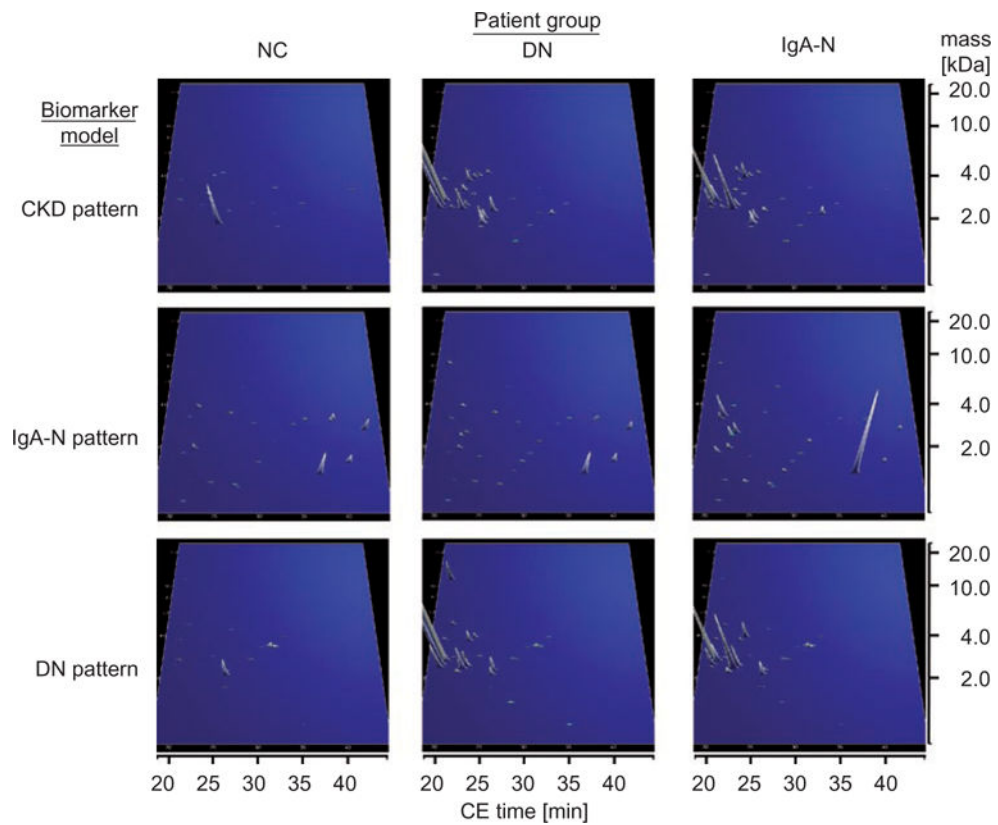 Patient group
NC DN IgA-N
mass
[kDa]
Biomarker
model
CKD pattern
20.0
10.0
4.0
2.0
IgA-N pattern
20.0
10.0
4.0
2.0
DN pattern
20.0
10.0
4.0
2.0
20 25 30 35 40 20 25 30 35 40 20 25 30 35 40
CE time [min]